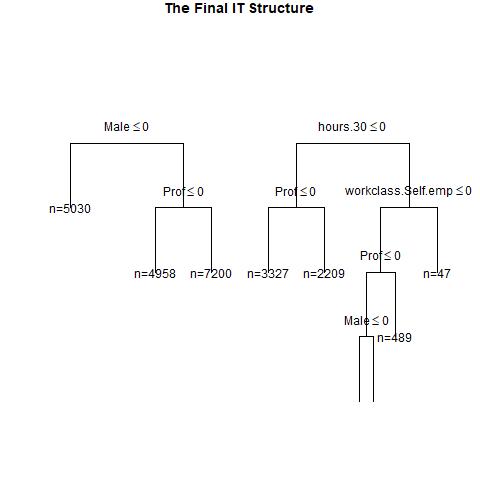 The Final IT Structure
Male ≤ 0
hours.30 ≤ 0
Prof ≤ 0
Prof ≤ 0
workclass.Self.emp ≤ 0
n=5030
Prof ≤ 0
n=4958
n=7200
n=3327
n=2209
n=47
Male ≤ 0
n=489